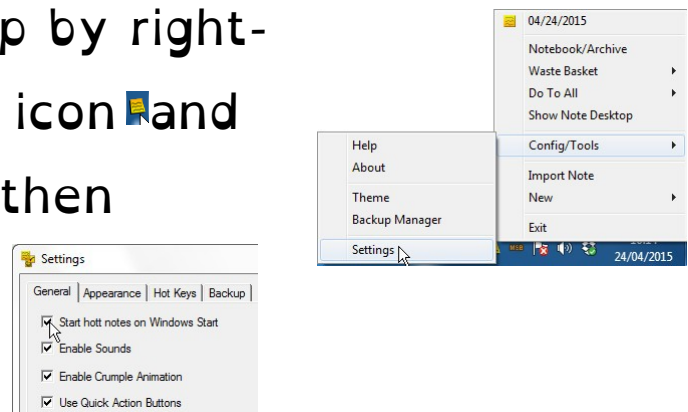 p by right-
icon and
then
04/24/2015
Notebook/Archive
Waste Basket
Do To All
Show Note Desktop
Config/Tools
Import Note
New
Exit
Help
About
Theme
Backup Manager
Settings
24/04/2015
Settings
General Appearance Hot Keys Backup
Start hott notes on Windows Start
Enable Sounds
Enable Crumple Animation
Use Quick Action Buttons